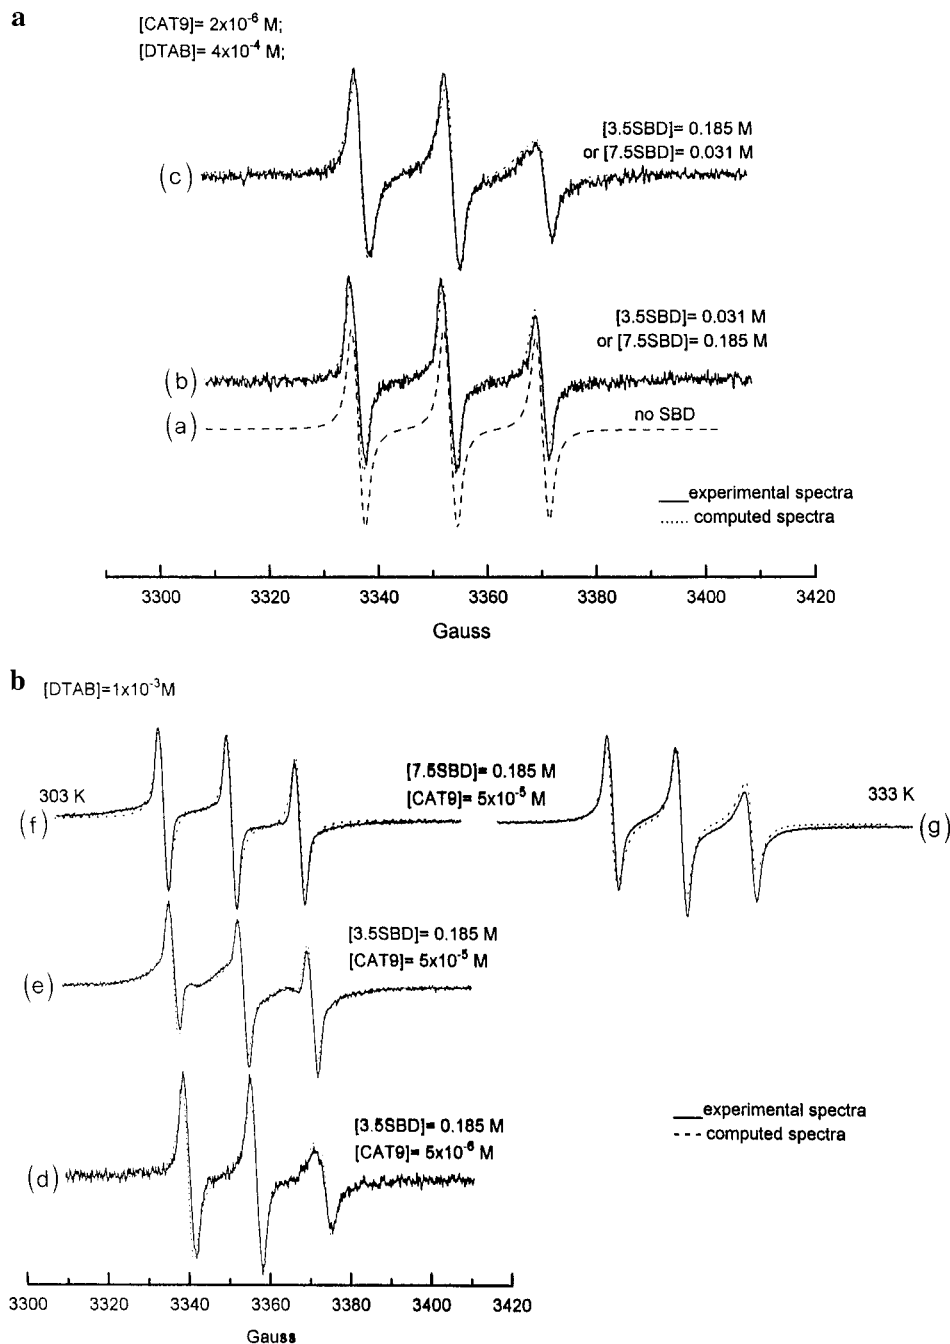 a
[CAT9]= 2x10⁻⁶ M;
[DTAB]= 4x10⁻⁴ M;
[3.5SBD]= 0.185 M
or [7.5SBD]= 0.031 M
(c)
[3.5SBD]= 0.031 M
or [7.5SBD]= 0.185 M
(b)
(a)
no SBD
experimental spectra
computed spectra
3300 3320 3340 3360 3380 3400 3420
Gauss
b
[DTAB]=1x10⁻³M
[7.5SBD]= 0.185 M
303 K
[CAT9]= 5x10⁻⁵ M
333 K
(f)
(g)
[3.5SBD]= 0.185 M
[CAT9]= 5x10⁻⁵ M
(e)
experimental spectra
[3.5SBD]= 0.185 M
computed spectra
[CAT9]= 5x10⁻⁶ M
(d)
3300 3320 3340 3360 3380 3400 3420
Gauss